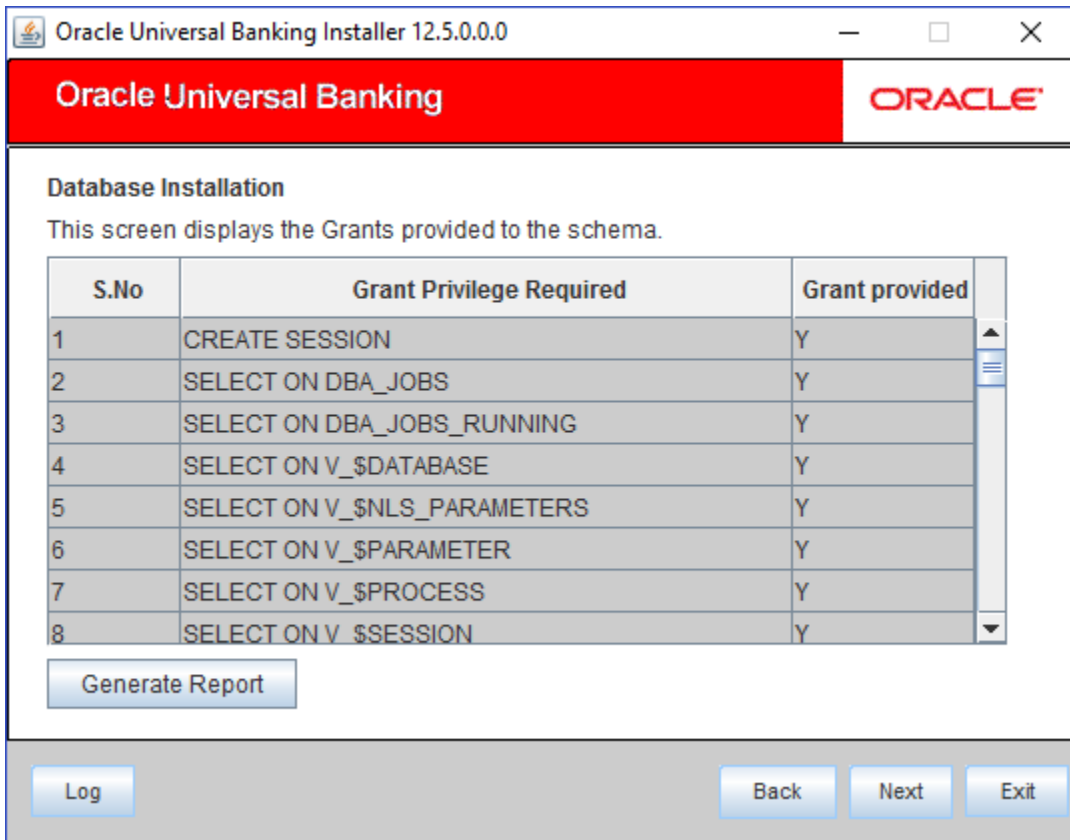 Oracle Universal Banking Installer 12.5.0.0.0
Oracle Universal Banking
ORACLE
Database Installation
This screen displays the Grants provided to the schema.
S.No Grant Privilege Required Grant provided
1 CREATE SESSION Y
2 SELECT ON DBA_JOBS Y
3 SELECT ON DBA_JOBS_RUNNING Y
4 SELECT ON V_$DATABASE Y
5 SELECT ON V_$NLS_PARAMETERS Y
6 SELECT ON V_$PARAMETER Y
7 SELECT ON V_$PROCESS Y
8 SELECT ON V_$SESSION Y
Generate Report
Log Back Next Exit